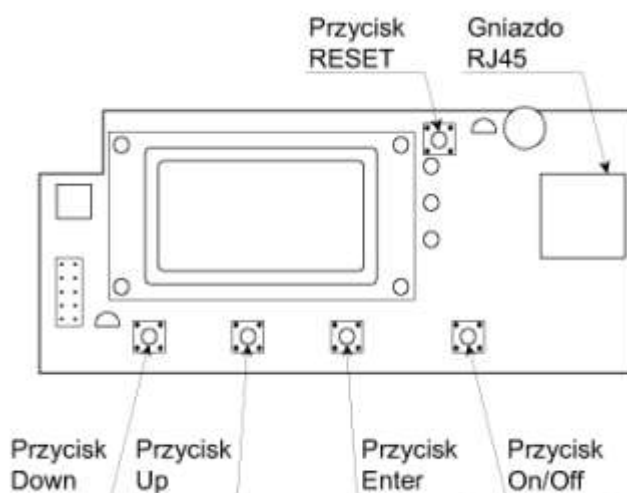 Przycisk
RESET
Gniazdo
RJ45
Przycisk
Down
Przycisk
Up
Przycisk
Enter
Przycisk
On/Off